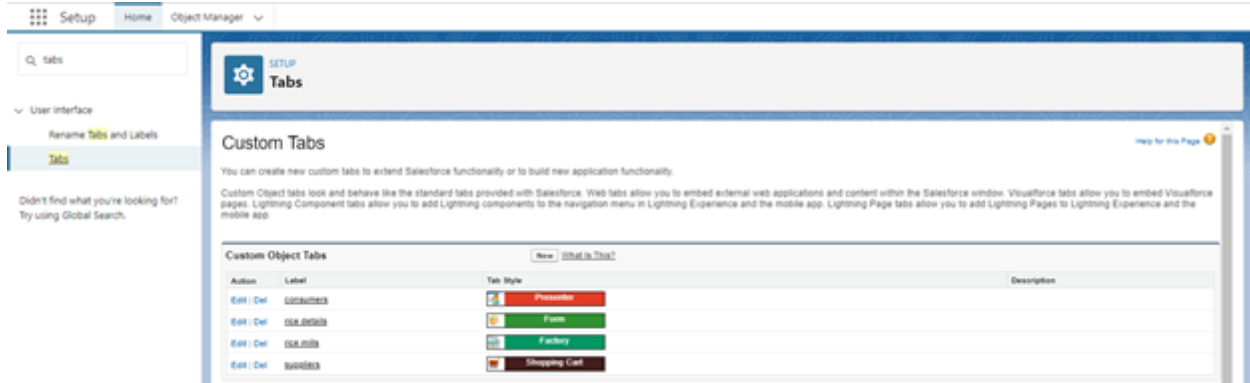 Setup Home Object Manager
tabs
SETUP
Tabs
User Interface
Rename Tabs and Labels
Tabs
Didn't find what you're looking for?
Try using Global Search.
Custom Tabs
Help for this Page
You can create new custom tabs to extend Salesforce functionality or to build new application functionality.
Custom Object tabs look and behave like the standard tabs provided with Salesforce. Web tabs allow you to embed external web applications and content within the Salesforce window. Visualforce tabs allow you to embed Visualforce
pages. Lightning Component tabs allow you to add Lightning components to the navigation menu in Lightning Experience and the mobile app. Lightning Page tabs allow you to add Lightning Pages to Lightning Experience and the
mobile app.
Custom Object Tabs New What Is This?
Action Label Tab Style Description
Edit | Del consumers Presenter
Edit | Del rice details Form
Edit | Del rice mills Factory
Edit | Del suppliers Shopping Cart